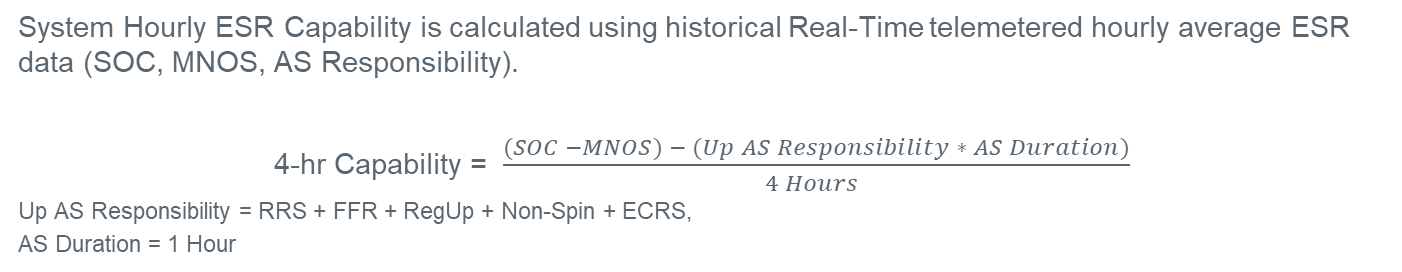 System Hourly ESR Capability is calculated using historical Real-Time telemetered hourly average ESR
data (SOC, MNOS, AS Responsibility).
4-hr Capability = (SOC −MNOS) − (Up AS Responsibility ∗ AS Duration)
4 Hours
Up AS Responsibility = RRS + FFR + RegUp + Non-Spin + ECRS,
AS Duration = 1 Hour